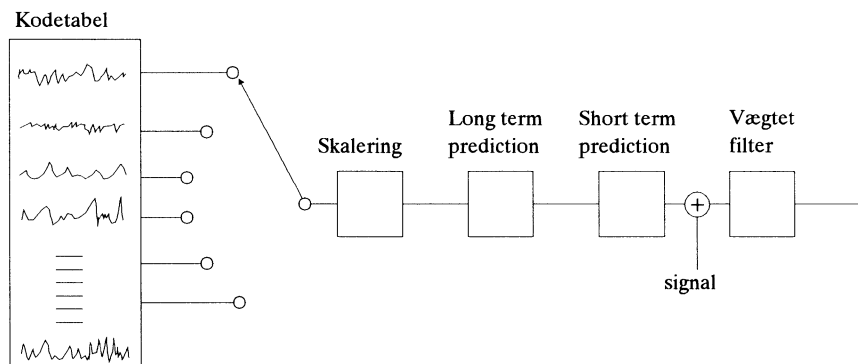 Kodetabel
Skalering
Long term
prediction
Short term
prediction
Vægtet
filter
+
signal